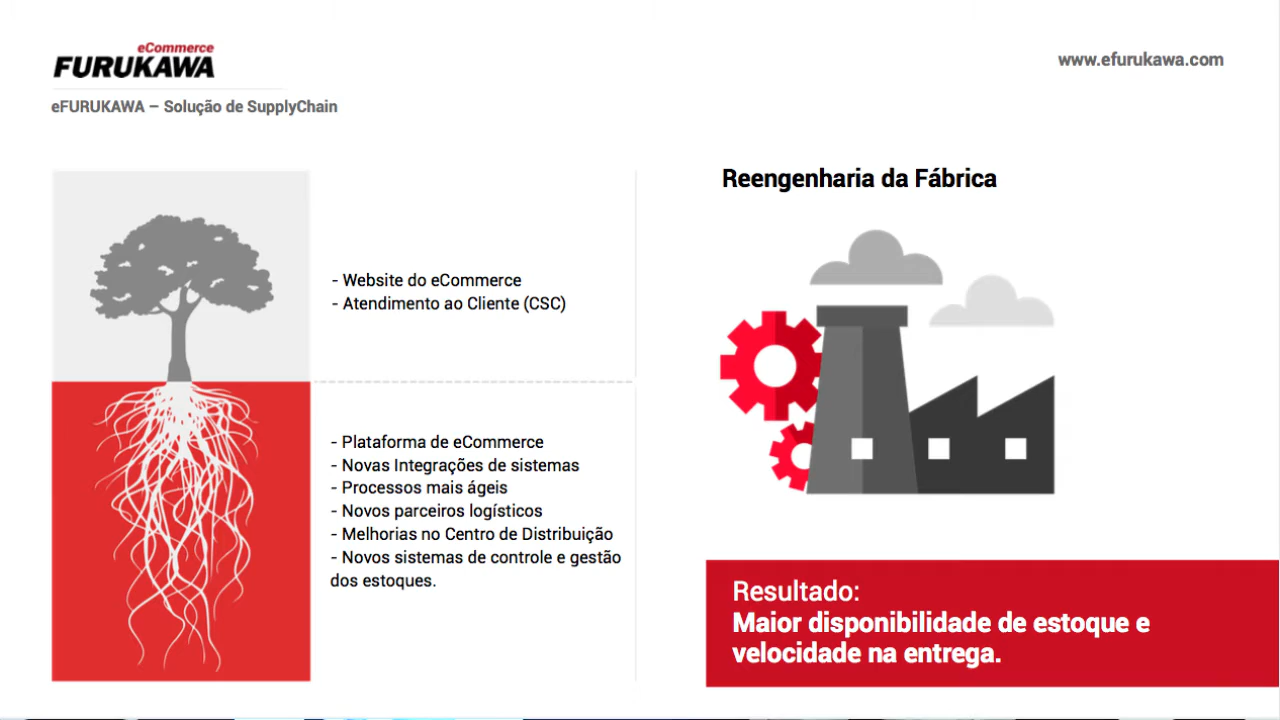 eCommerce
FURUKAWA
www.efurukawa.com
eFURUKAWA – Solução de SupplyChain
- Website do eCommerce
- Atendimento ao Cliente (CSC)
- Plataforma de eCommerce
- Novas Integrações de sistemas
- Processos mais ágeis
- Novos parceiros logísticos
- Melhorias no Centro de Distribuição
- Novos sistemas de controle e gestão
dos estoques.
Reengenharia da Fábrica
Resultado:
Maior disponibilidade de estoque e
velocidade na entrega.